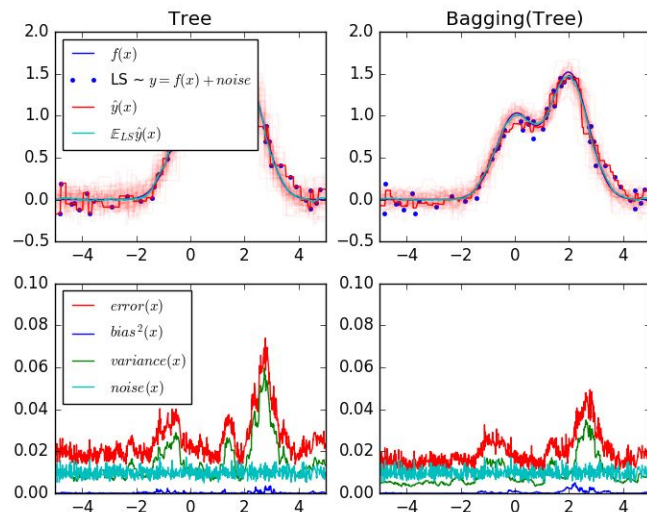 Tree
Bagging(Tree)
2.0
1.5
1.0
0.5
0.0
−0.5
f(x)
LS ∼ y = f(x) + noise
ŷ(x)
𝔼_LS ŷ(x)
−4 −2 0 2 4
2.0
1.5
1.0
0.5
0.0
−0.5
−4 −2 0 2 4
0.10
0.08
0.06
0.04
0.02
0.00
error(x)
bias²(x)
variance(x)
noise(x)
−4 −2 0 2 4
0.10
0.08
0.06
0.04
0.02
0.00
−4 −2 0 2 4